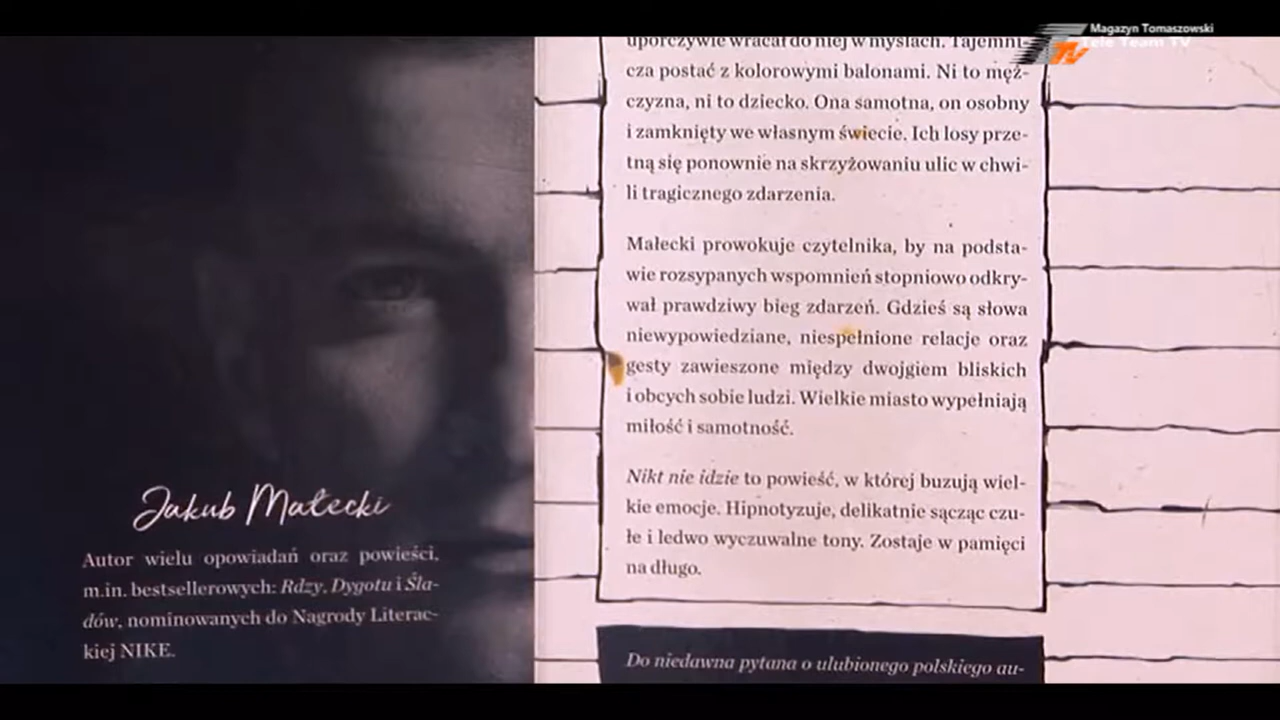 Magazyn Tomaszowski
Tele Team TV
TV
uporczywie wracał do niej w myślach. Tajemni-
cza postać z kolorowymi balonami. Ni to męż-
czyzna, ni to dziecko. Ona samotna, on osobny
i zamknięty we własnym świecie. Ich losy prze-
tną się ponownie na skrzyżowaniu ulic w chwi-
li tragicznego zdarzenia.
Małecki prowokuje czytelnika, by na podsta-
wie rozsypanych wspomnień stopniowo odkry-
wał prawdziwy bieg zdarzeń. Gdzieś są słowa
niewypowiedziane, niespełnione relacje oraz
gesty zawieszone między dwojgiem bliskich
i obcych sobie ludzi. Wielkie miasto wypełniają
miłość i samotność.
Nikt nie idzie to powieść, w której buzują wiel-
kie emocje. Hipnotyzuje, delikatnie sącząc czu-
łe i ledwo wyczuwalne tony. Zostaje w pamięci
na długo.
Do niedawna pytana o ulubionego polskiego au-
Jakub Małecki
Autor wielu opowiadań oraz powieści,
m.in. bestsellerowych: Rdzy, Dygotu i Śla-
dów, nominowanych do Nagrody Literac-
kiej NIKE.